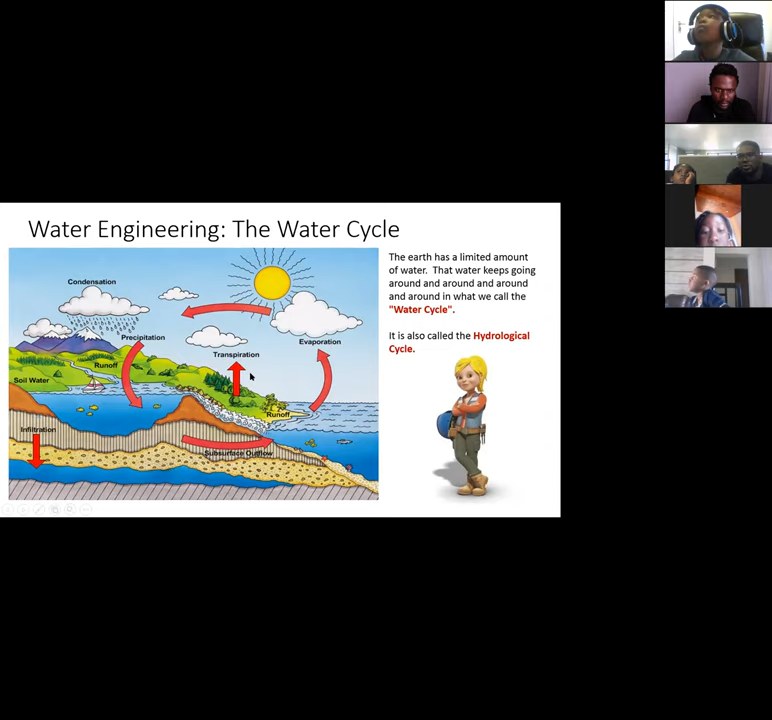 Water Engineering: The Water Cycle
Condensation
Precipitation
Evaporation
Transpiration
Runoff
Soil Water
Runoff
Infiltration
Subsurface Outflow
The earth has a limited amount
of water. That water keeps going
around and around and around
and around in what we call the
"Water Cycle".
It is also called the Hydrological
Cycle.